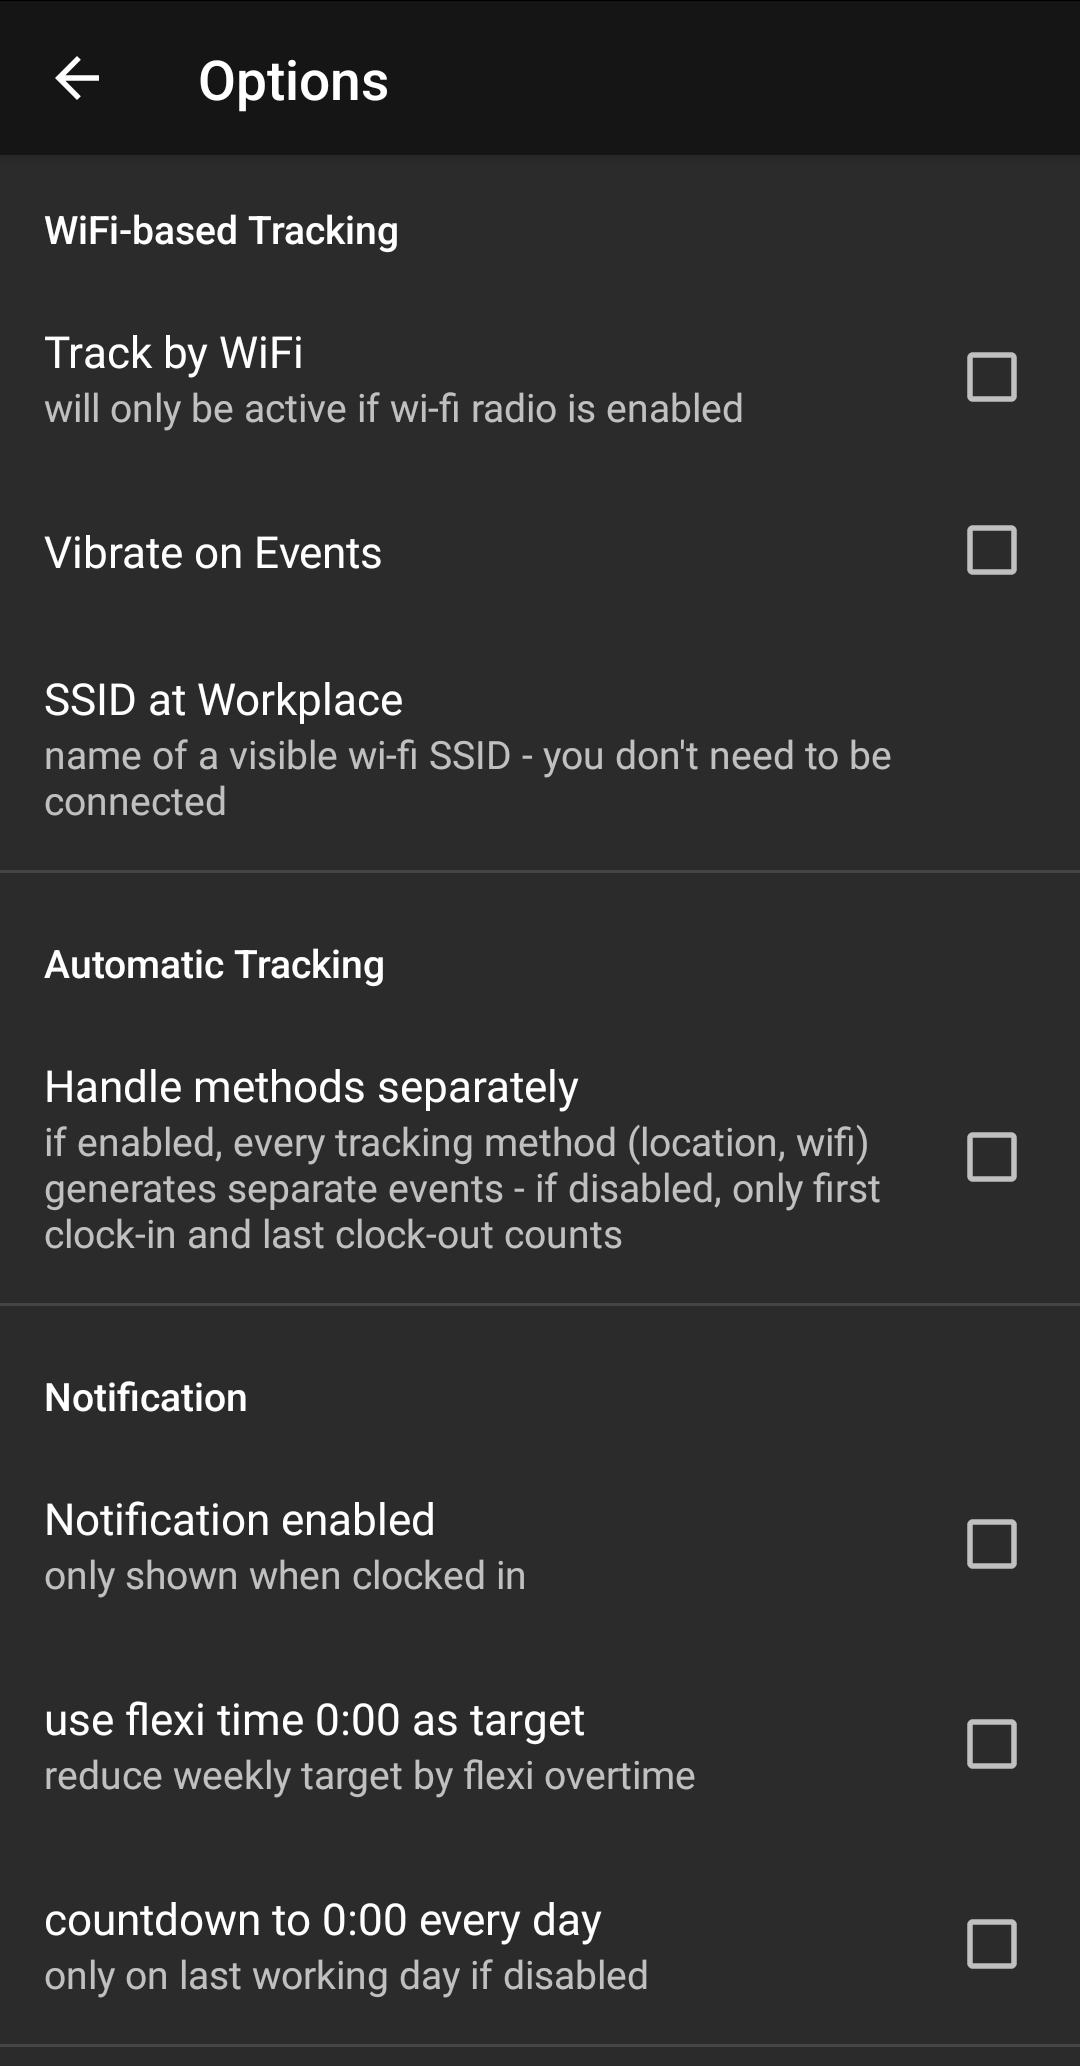 Options
WiFi-based Tracking
Track by WiFi
will only be active if wi-fi radio is enabled
Vibrate on Events
SSID at Workplace
name of a visible wi-fi SSID - you don't need to be
connected
Automatic Tracking
Handle methods separately
if enabled, every tracking method (location, wifi)
generates separate events - if disabled, only first
clock-in and last clock-out counts
Notification
Notification enabled
only shown when clocked in
use flexi time 0:00 as target
reduce weekly target by flexi overtime
countdown to 0:00 every day
only on last working day if disabled